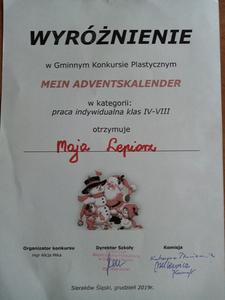 WYRÓŻNIENIE
w Gminnym Konkursie Plastycznym
MEIN ADVENTSKALENDER
w kategorii:
praca indywidualna klas IV-VIII
otrzymuje
Maja Lepiorz
Organizator konkursu
Dyrektor Szkoły
Komisja
mgr Alicja
Sieraków Śląski, grudzień 2019r.